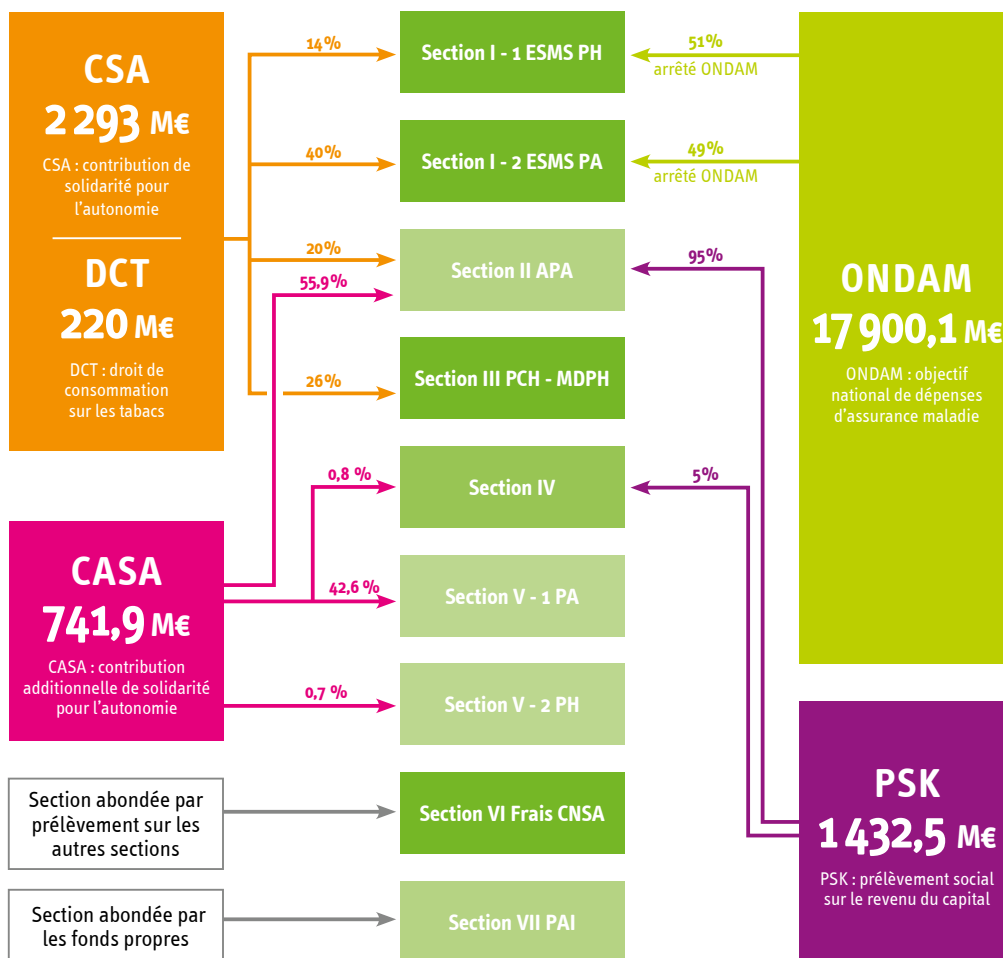 CSA
2 293 M€
CSA : contribution de
solidarité pour
l'autonomie
DCT
220 M€
DCT : droit de
consommation
sur les tabacs
14%
40%
20%
55,9%
26%
Section I - 1 ESMS PH
Section I - 2 ESMS PA
Section II APA
Section III PCH - MDPH
Section IV
Section V - 1 PA
Section V - 2 PH
Section VI Frais CNSA
Section VII PAI
51%
arrêté ONDAM
49%
arrêté ONDAM
95%
5%
ONDAM
17 900,1 M€
ONDAM : objectif
national de dépenses
d'assurance maladie
CASA
741,9 M€
CASA : contribution
additionnelle de solidarité
pour l'autonomie
0,8 %
42,6 %
0,7 %
PSK
1 432,5 M€
PSK : prélèvement social
sur le revenu du capital
Section abondée par
prélèvement sur les
autres sections
Section abondée par
les fonds propres